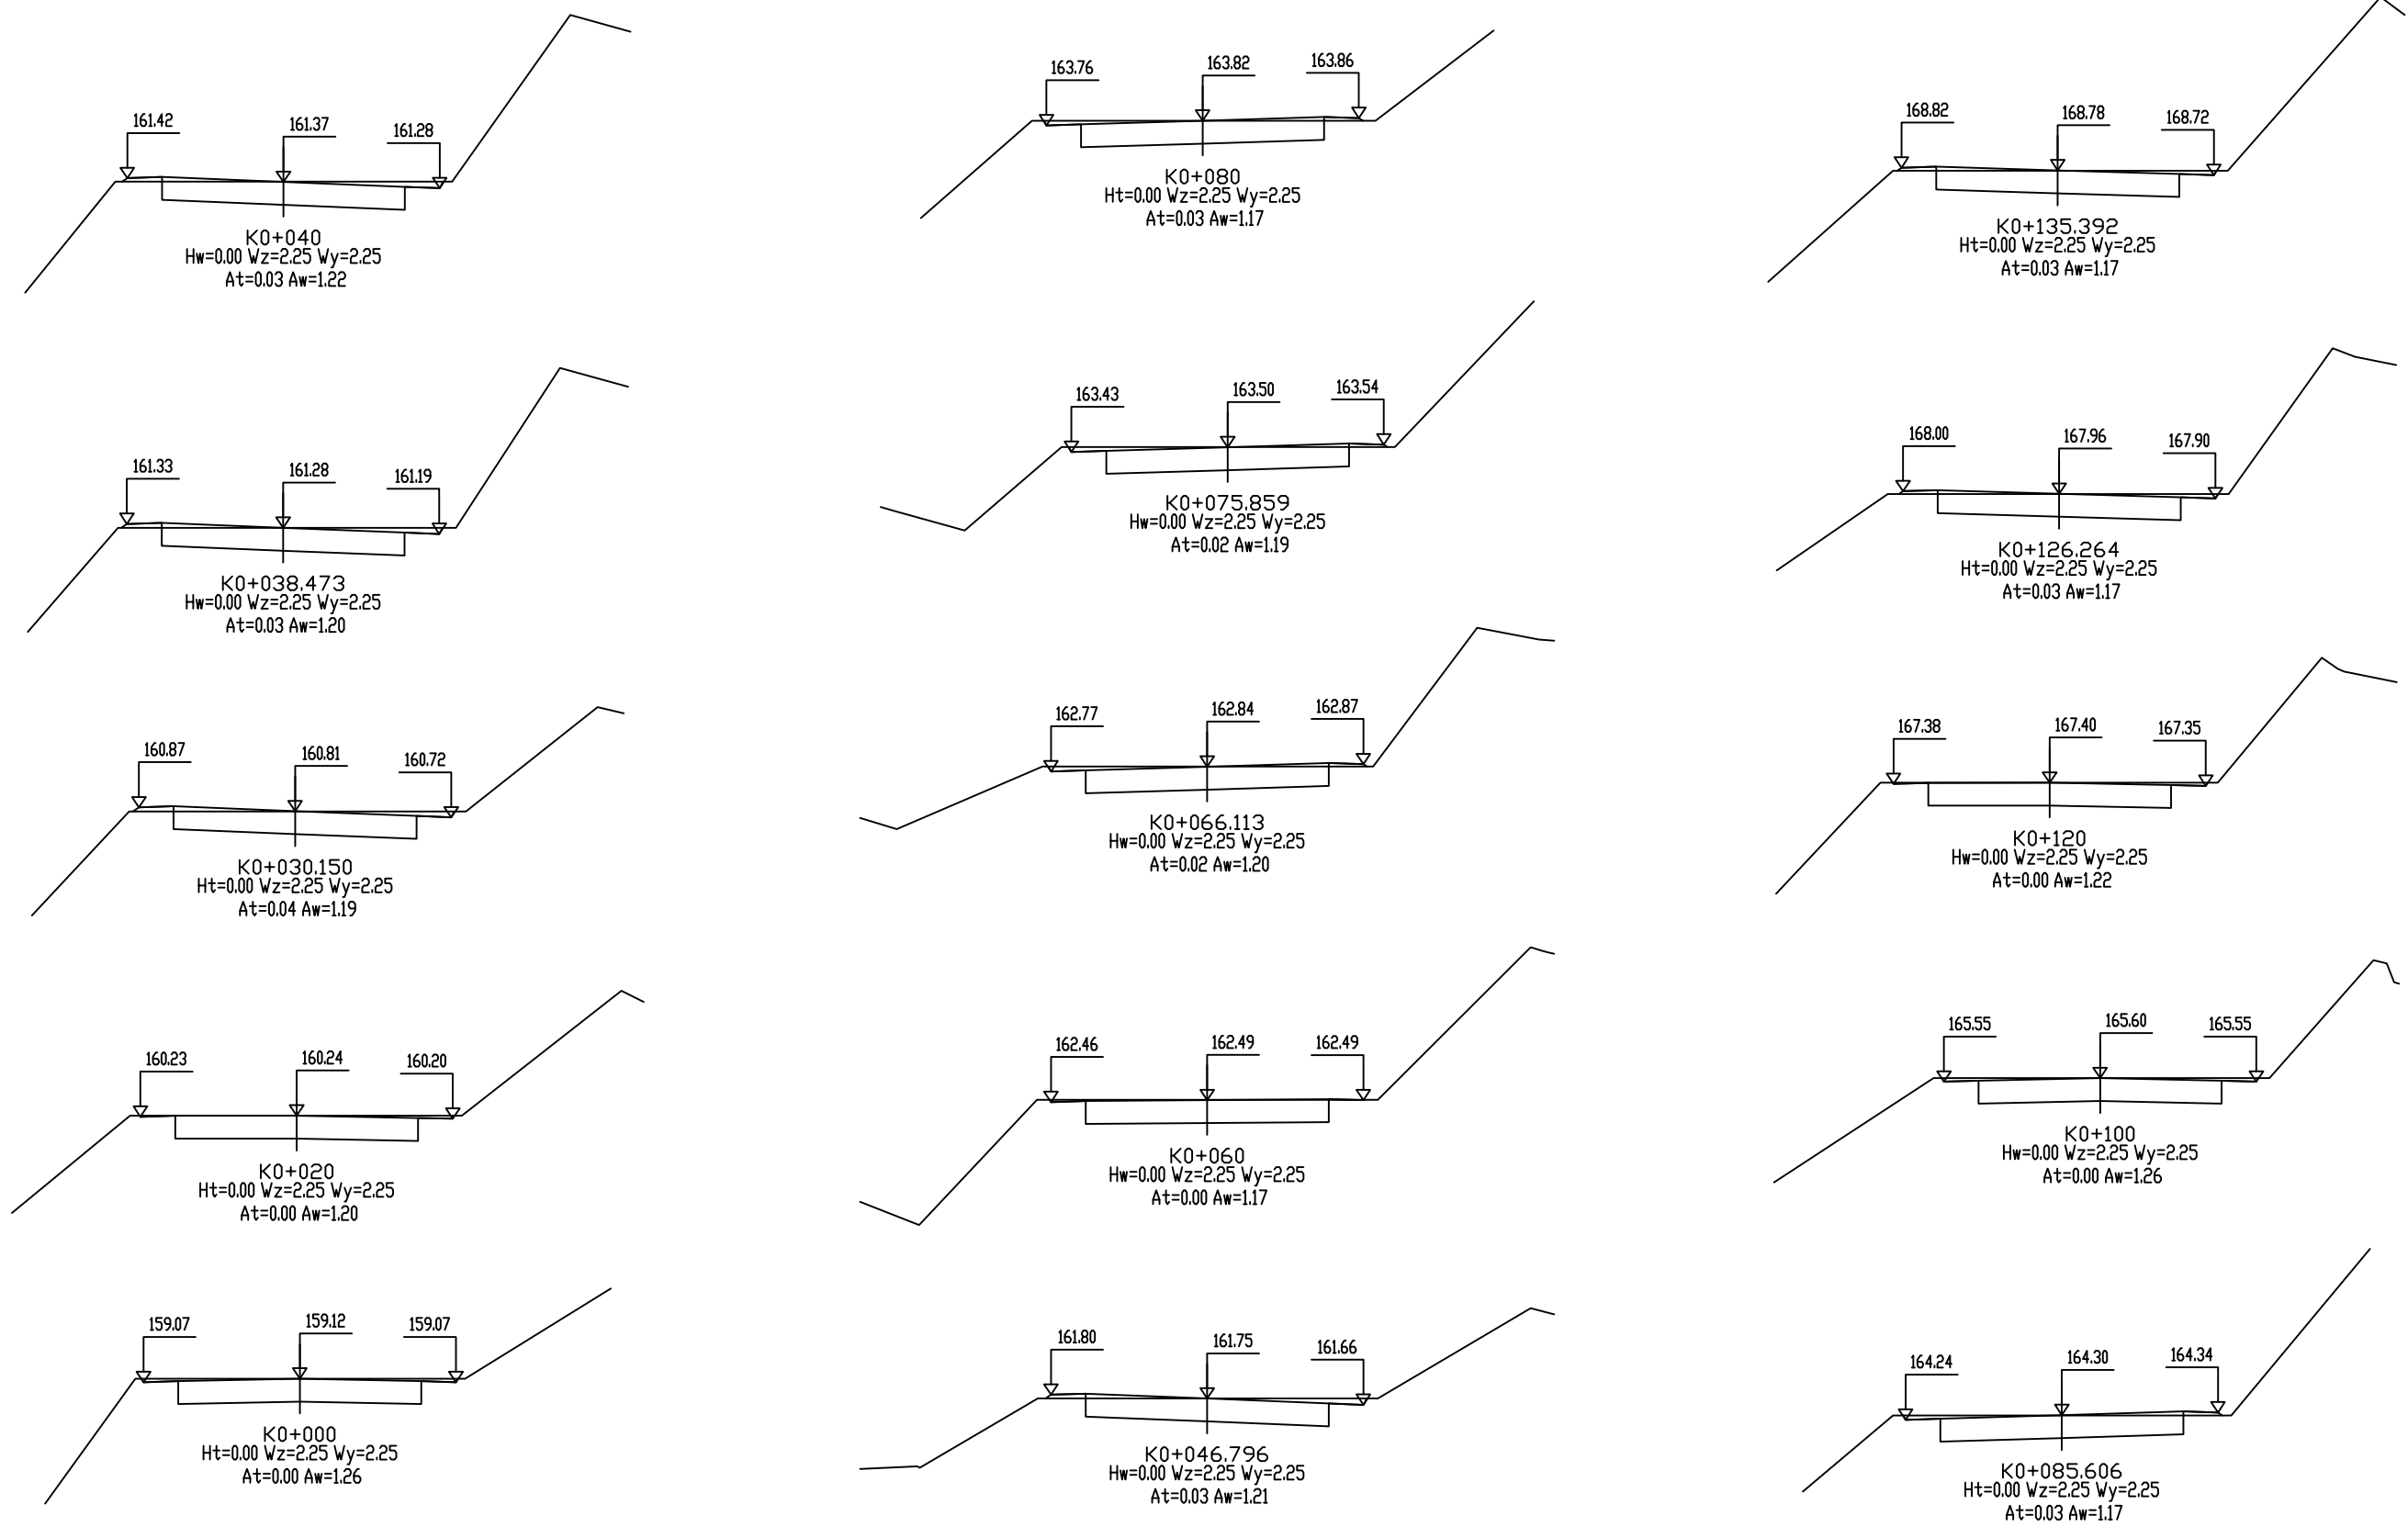 161.42 161.37 161.28
K0+040
Hw=0.00 Wz=2.25 Wy=2.25
At=0.03 Aw=1.22
161.33 161.28 161.19
K0+038.473
Hw=0.00 Wz=2.25 Wy=2.25
At=0.03 Aw=1.20
160.87 160.81 160.72
K0+030.150
Ht=0.00 Wz=2.25 Wy=2.25
At=0.04 Aw=1.19
160.23 160.24 160.20
K0+020
Ht=0.00 Wz=2.25 Wy=2.25
At=0.00 Aw=1.20
159.07 159.12 159.07
K0+000
Ht=0.00 Wz=2.25 Wy=2.25
At=0.00 Aw=1.26
163.76 163.82 163.86
K0+080
Ht=0.00 Wz=2.25 Wy=2.25
At=0.03 Aw=1.17
163.43 163.50 163.54
K0+075.859
Hw=0.00 Wz=2.25 Wy=2.25
At=0.02 Aw=1.19
162.77 162.84 162.87
K0+066.113
Hw=0.00 Wz=2.25 Wy=2.25
At=0.02 Aw=1.20
162.46 162.49 162.49
K0+060
Hw=0.00 Wz=2.25 Wy=2.25
At=0.00 Aw=1.17
161.80 161.75 161.66
K0+046.796
Hw=0.00 Wz=2.25 Wy=2.25
At=0.03 Aw=1.21
168.82 168.78 168.72
K0+135.392
Ht=0.00 Wz=2.25 Wy=2.25
At=0.03 Aw=1.17
168.00 167.96 167.90
K0+126.264
Ht=0.00 Wz=2.25 Wy=2.25
At=0.03 Aw=1.17
167.38 167.40 167.35
K0+120
Hw=0.00 Wz=2.25 Wy=2.25
At=0.00 Aw=1.22
165.55 165.60 165.55
K0+100
Hw=0.00 Wz=2.25 Wy=2.25
At=0.00 Aw=1.26
164.24 164.30 164.34
K0+085.606
Ht=0.00 Wz=2.25 Wy=2.25
At=0.03 Aw=1.17